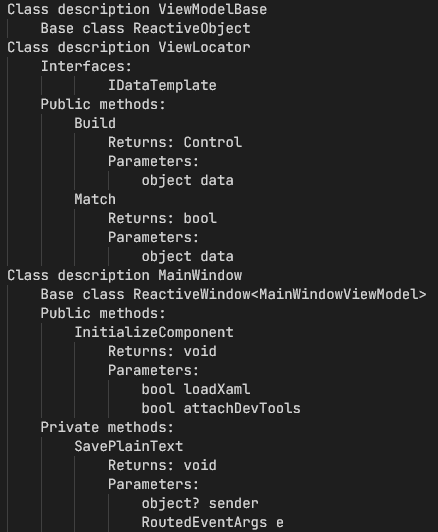 Class description ViewModelBase
    Base class ReactiveObject
Class description ViewLocator
    Interfaces:
            IDataTemplate
    Public methods:
        Build
            Returns: Control
            Parameters:
                object data
        Match
            Returns: bool
            Parameters:
                object data
Class description MainWindow
    Base class ReactiveWindow<MainWindowViewModel>
    Public methods:
        InitializeComponent
            Returns: void
            Parameters:
                bool loadXaml
                bool attachDevTools
    Private methods:
        SavePlainText
            Returns: void
            Parameters:
                object? sender
                RoutedEventArgs e